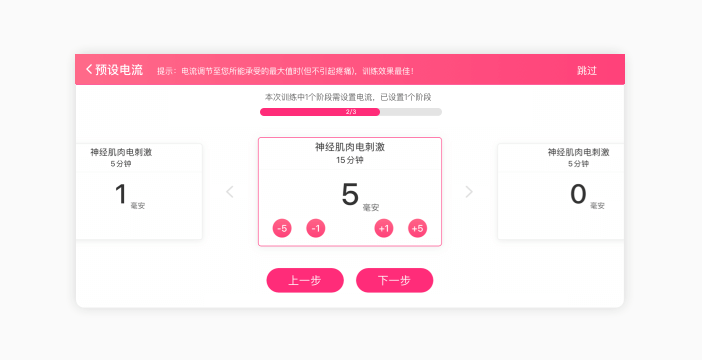 预设电流 提示：电流调节至您所能承受的最大值时(但不引起疼痛)，训练效果最佳！ 跳过
本次训练中1个阶段需设置电流，已设置1个阶段
2/3
神经肌肉电刺激
5分钟
1 毫安
神经肌肉电刺激
15分钟
5 毫安
-5 -1 +1 +5
神经肌肉电刺激
5分钟
0 毫安
上一步 下一步